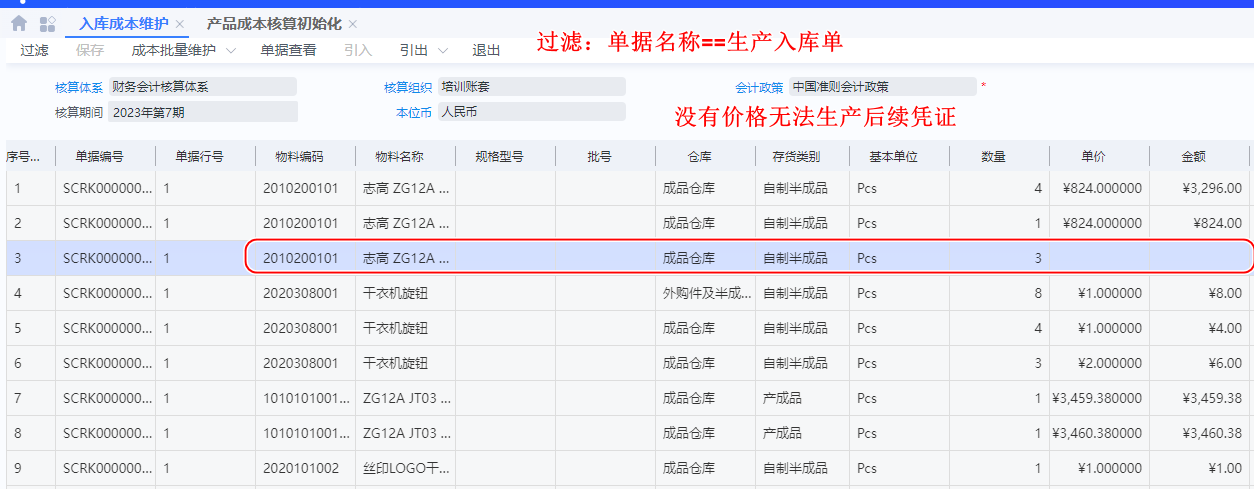 入库成本维护 × 产品成本核算初始化 ×
过滤 保存 成本批量维护 单据查看 引入 引出 退出
过滤：单据名称==生产入库单
核算体系 财务会计核算体系 核算组织 培训账套 会计政策 中国准则会计政策 *
核算期间 2023年第7期 本位币 人民币
没有价格无法生产后续凭证
序号... 单据编号 单据行号 物料编码 物料名称 规格型号 批号 仓库 存货类别 基本单位 数量 单价 金额
1 SCRK000000... 1 2010200101 志高 ZG12A ... 成品仓库 自制半成品 Pcs 4 ¥824.000000 ¥3,296.00
2 SCRK000000... 1 2010200101 志高 ZG12A ... 成品仓库 自制半成品 Pcs 1 ¥824.000000 ¥824.00
3 SCRK000000... 1 2010200101 志高 ZG12A ... 成品仓库 自制半成品 Pcs 3
4 SCRK000000... 1 2020308001 干衣机旋钮 外购件及半成... 自制半成品 Pcs 8 ¥1.000000 ¥8.00
5 SCRK000000... 1 2020308001 干衣机旋钮 成品仓库 自制半成品 Pcs 4 ¥1.000000 ¥4.00
6 SCRK000000... 1 2020308001 干衣机旋钮 成品仓库 自制半成品 Pcs 3 ¥2.000000 ¥6.00
7 SCRK000000... 1 1010101001... ZG12A JT03 ... 成品仓库 产成品 Pcs 1 ¥3,459.380000 ¥3,459.38
8 SCRK000000... 1 1010101001... ZG12A JT03 ... 成品仓库 产成品 Pcs 1 ¥3,460.380000 ¥3,460.38
9 SCRK000000... 1 2020101002 丝印LOGO干... 成品仓库 自制半成品 Pcs 1 ¥1.000000 ¥1.00